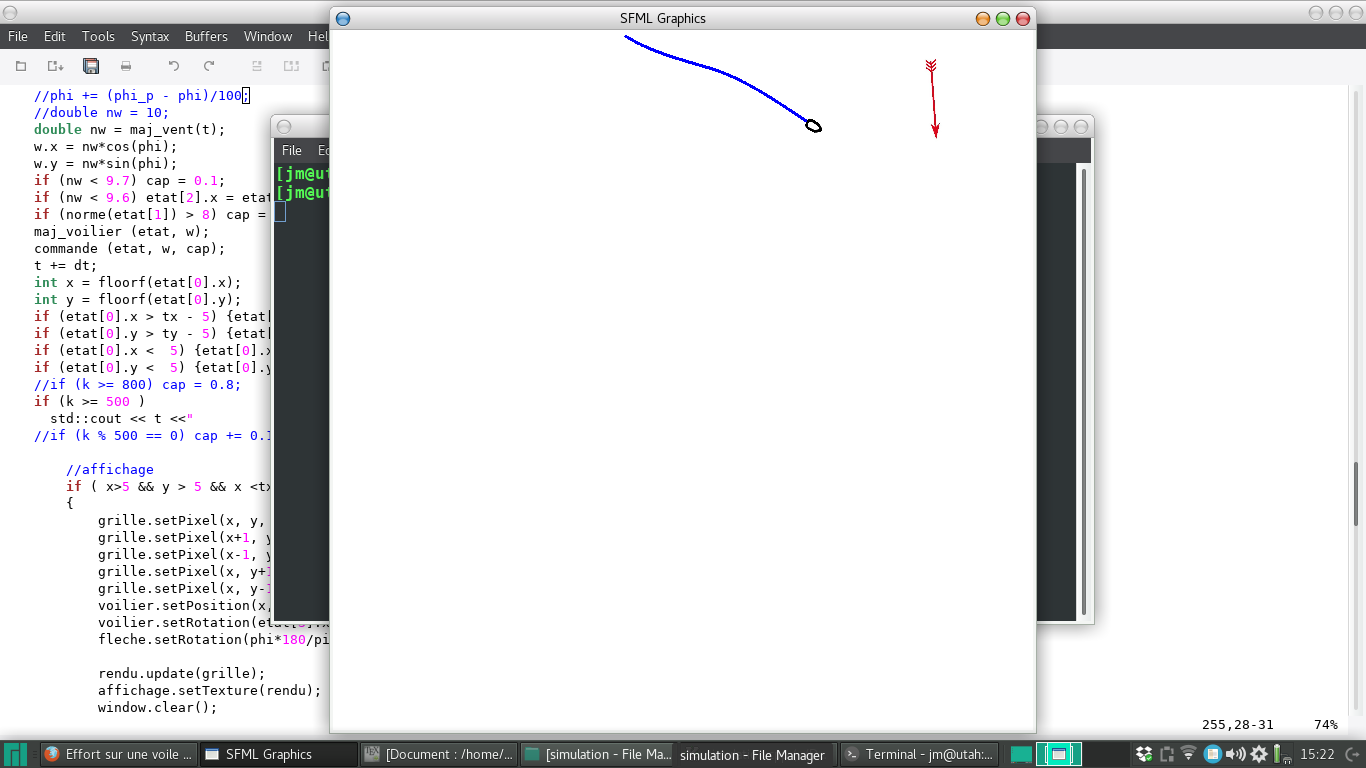 SFML Graphics
File Edit Tools Syntax Buffers Window Hel
//phi += (phi_p - phi)/100;
//double nw = 10;
double nw = maj_vent(t);
w.x = nw*cos(phi);
w.y = nw*sin(phi);
if (nw < 9.7) cap = 0.1;
if (nw < 9.6) etat[2].x = etat
if (norme(etat[1]) > 8) cap =
maj_voilier (etat, w);
commande (etat, w, cap);
t += dt;
int x = floorf(etat[0].x);
int y = floorf(etat[0].y);
if (etat[0].x > tx - 5) {etat[
if (etat[0].y > ty - 5) {etat[
if (etat[0].x <  5) {etat[0].x
if (etat[0].y <  5) {etat[0].y
//if (k >= 800) cap = 0.8;
if (k >= 500 )
std::cout << t <<"
//if (k % 500 == 0) cap += 0.1
//affichage
if ( x>5 && y > 5 && x <tx
{
grille.setPixel(x, y,
grille.setPixel(x+1, y
grille.setPixel(x-1, y
grille.setPixel(x, y+1
grille.setPixel(x, y-1
voilier.setPosition(x,
voilier.setRotation(etat[0].x
fleche.setRotation(phi*180/pi
rendu.update(grille);
affichage.setTexture(rendu);
window.clear();
File Ed
[jm@ut
[jm@ut
255,28-31 74%
Effort sur une voile ... SFML Graphics [Document : /home/... [simulation - File Ma... simulation - File Manager Terminal - jm@utah:... 15:22